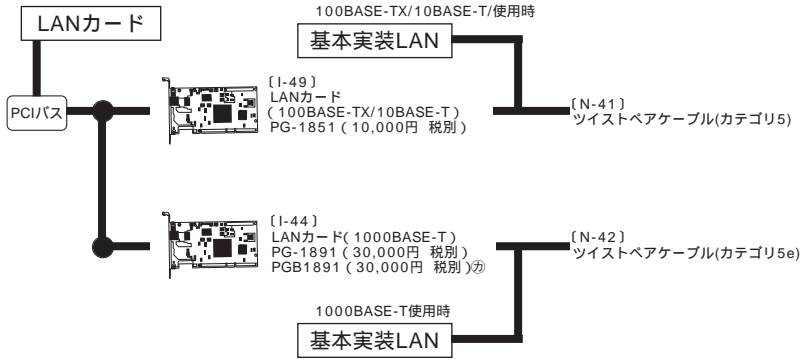 LANカード
100BASE-TX/10BASE-T/使用時
基本実装LAN
PCIバス
〔I-49〕
LANカード
(100BASE-TX/10BASE-T)
PG-1851(10,000円 税別)
〔N-41〕
ツイストペアケーブル(カテゴリ5)
〔I-44〕
LANカード(1000BASE-T)
PG-1891(30,000円 税別)
PGB1891(30,000円 税別)㋕
〔N-42〕
ツイストペアケーブル(カテゴリ5e)
1000BASE-T使用時
基本実装LAN